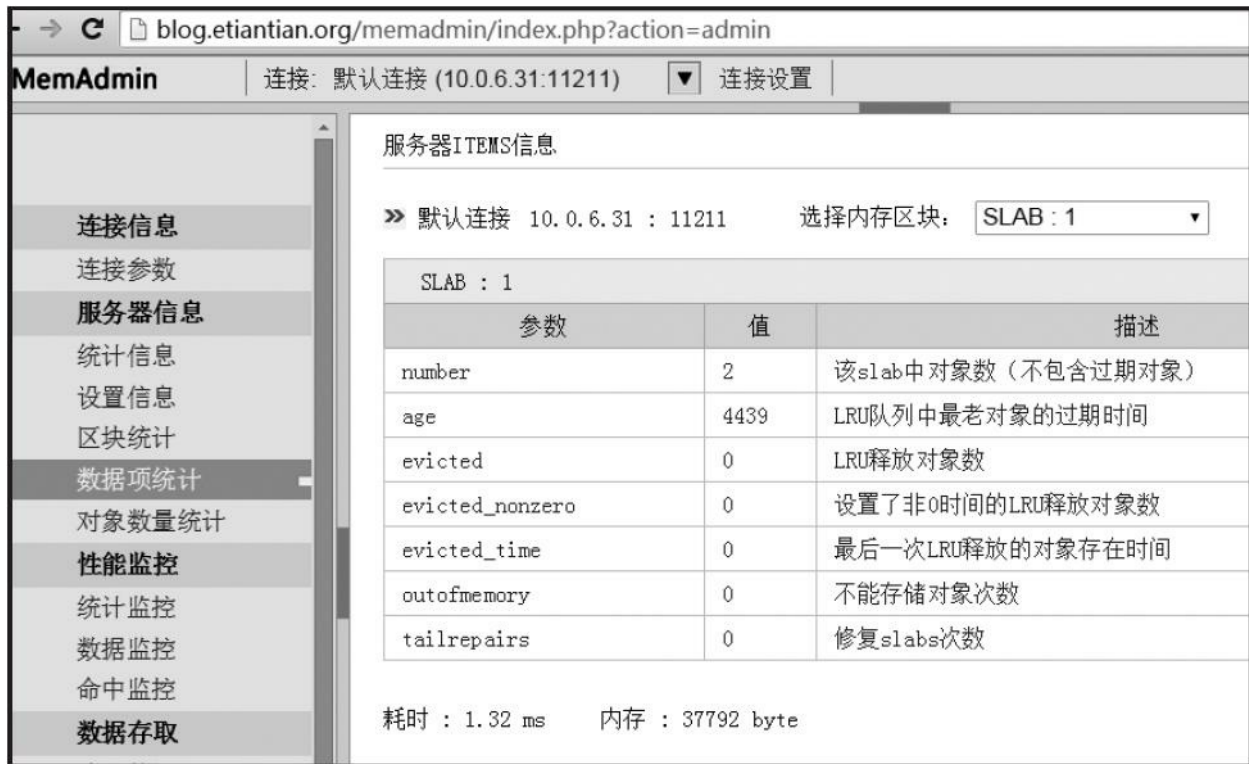 blog.etiantian.org/memadmin/index.php?action=admin
MemAdmin 连接: 默认连接 (10.0.6.31:11211) ▼ 连接设置
连接信息
连接参数
服务器信息
统计信息
设置信息
区块统计
数据项统计
对象数量统计
性能监控
统计监控
数据监控
命中监控
数据存取
服务器ITEMS信息
默认连接 10.0.6.31 : 11211 选择内存区块: SLAB : 1
SLAB : 1
参数 值 描述
number 2 该slab中对象数（不包含过期对象）
age 4439 LRU队列中最老对象的过期时间
evicted 0 LRU释放对象数
evicted_nonzero 0 设置了非0时间的LRU释放对象数
evicted_time 0 最后一次LRU释放的对象存在时间
outofmemory 0 不能存储对象次数
tailrepairs 0 修复slabs次数
耗时 : 1.32 ms 内存 : 37792 byte